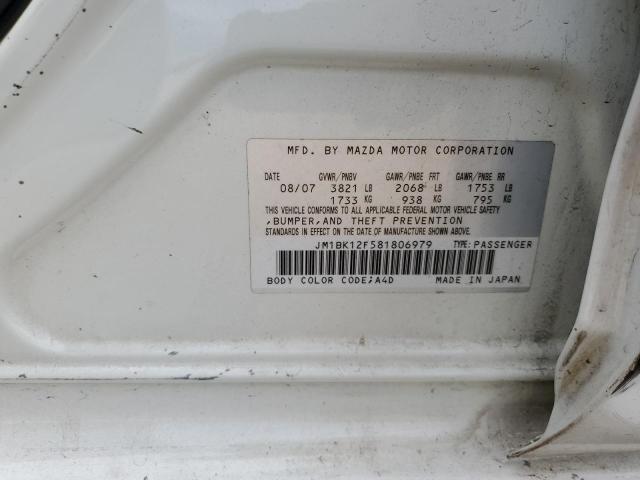 MFD. BY MAZDA MOTOR CORPORATION
DATE GVWR/PNBV GAWR/PNBE FRT GAWR/PNBE RR
08/07 3821 LB 2068 LB 1753 LB
1733 KG 938 KG 795 KG
THIS VEHICLE CONFORMS TO ALL APPLICABLE FEDERAL MOTOR VEHICLE SAFETY
,BUMPER,AND THEFT PREVENTION
STANDARDS IN EFFECT ON THE DATE OF MANUFACTURE SHOWN ABOVE.
JM1BK12F581806979 TYPE:PASSENGER
BODY COLOR CODE;A4D MADE IN JAPAN